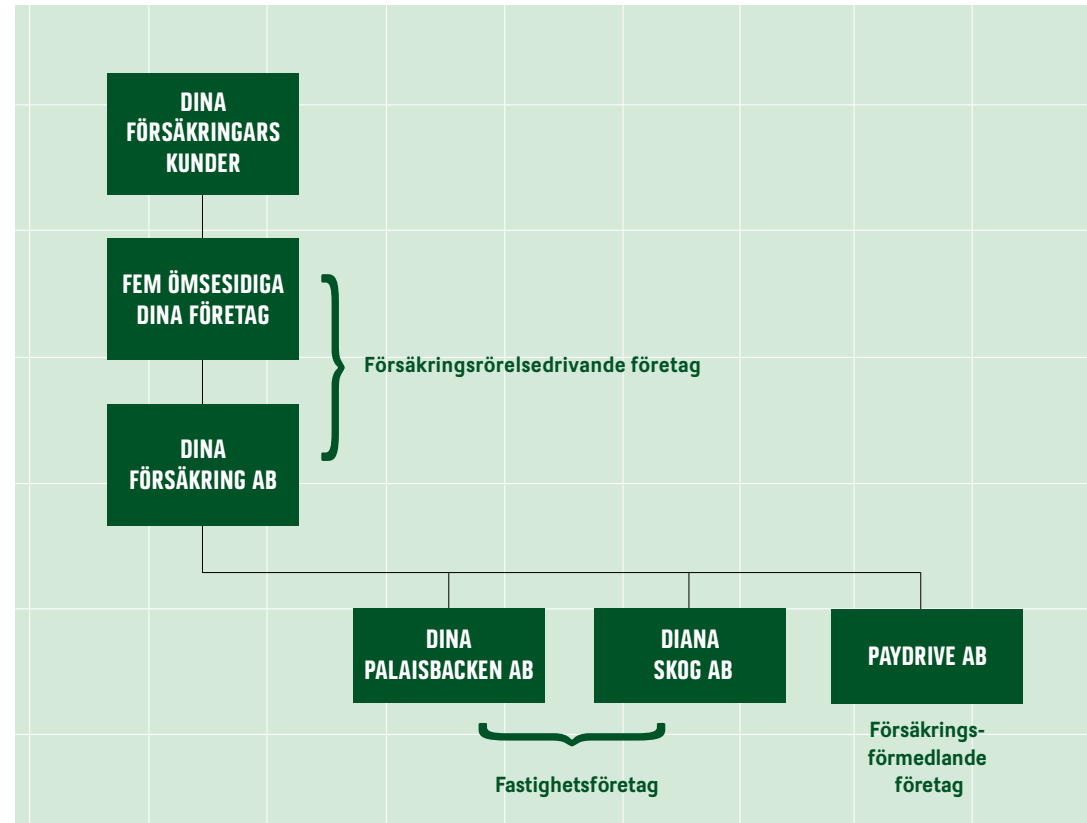 DINA
FÖRSÄKRINGARS
KUNDER
FEM ÖMSESIDIGA
DINA FÖRETAG
Försäkringsrörelsedrivande företag
DINA
FÖRSÄKRING AB
DINA
PALAISBACKEN AB
DIANA
SKOG AB
PAYDRIVE AB
Fastighetsföretag
Försäkrings-
förmedlande
företag